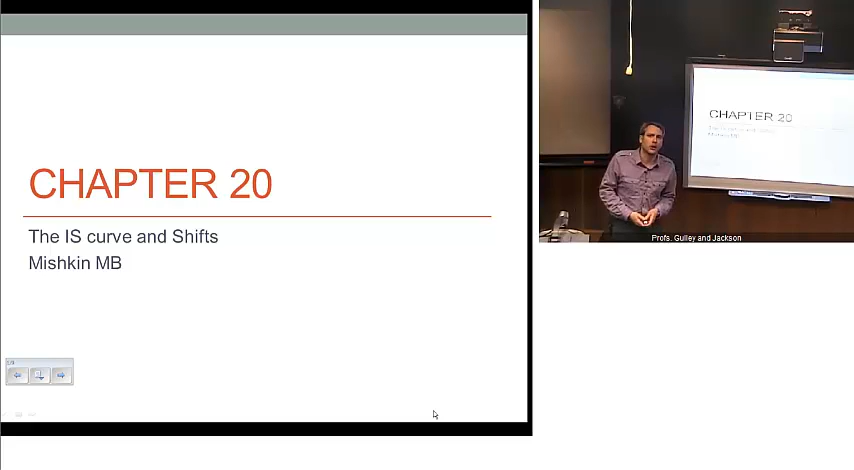 CHAPTER 20
The IS curve and Shifts
Mishkin MB
CHAPTER 20
Profs. Gulley and Jackson